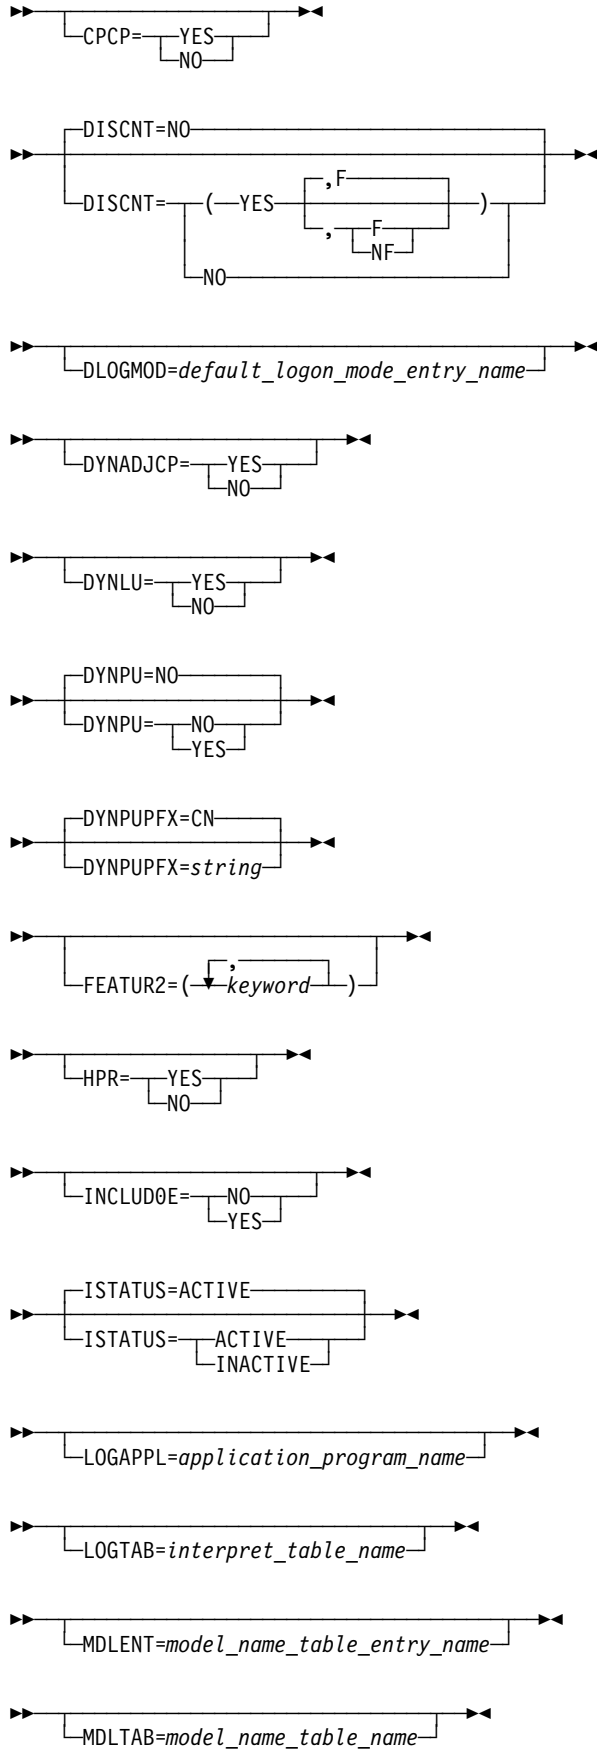 CPCP= YES
NO
DISCNT=NO
,F
DISCNT= ( YES )
, F
NF
NO
DLOGMOD=default_logon_mode_entry_name
DYNADJCP= YES
NO
DYNLU= YES
NO
DYNPU=NO
DYNPU= NO
YES
DYNPUPFX=CN
DYNPUPFX=string
,
FEATUR2=( keyword )
HPR= YES
NO
INCLUD0E= NO
YES
ISTATUS=ACTIVE
ISTATUS= ACTIVE
INACTIVE
LOGAPPL=application_program_name
LOGTAB=interpret_table_name
MDLENT=model_name_table_entry_name
MDLTAB=model_name_table_name